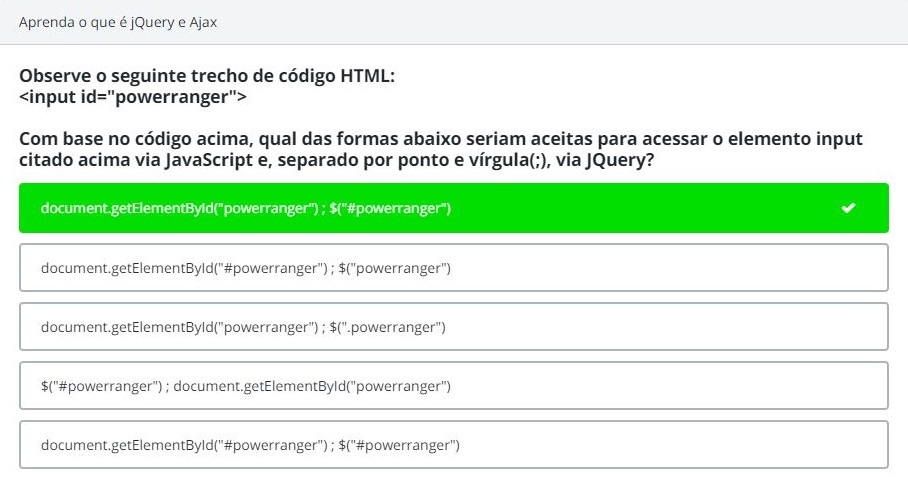 Aprenda o que é jQuery e Ajax
Observe o seguinte trecho de código HTML:
<input id="powerranger">
Com base no código acima, qual das formas abaixo seriam aceitas para acessar o elemento input
citado acima via JavaScript e, separado por ponto e vírgula(;), via JQuery?
document.getElementById("powerranger") ; $("#powerranger")
document.getElementById("#powerranger") ; $("powerranger")
document.getElementById("powerranger") ; $(".powerranger")
$("#powerranger") ; document.getElementById("powerranger")
document.getElementById("#powerranger") ; $("#powerranger")